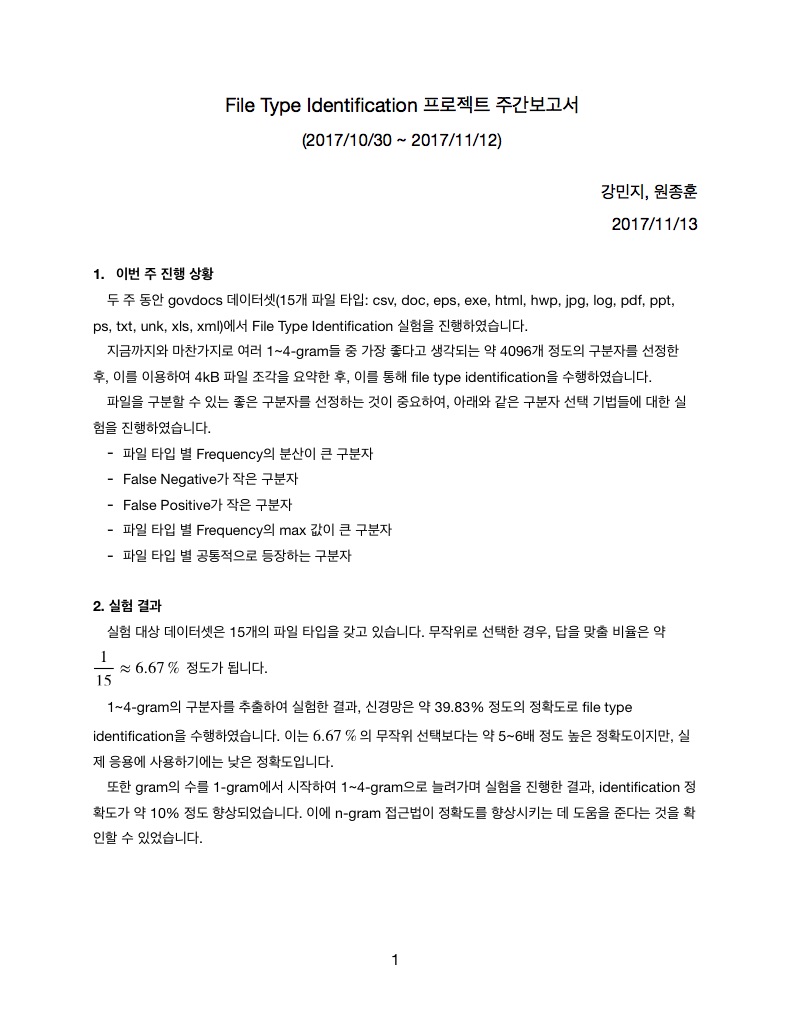 File Type Identification 프로젝트 주간보고서
(2017/10/30 ~ 2017/11/12)
강민지, 원종훈
2017/11/13
1. 이번 주 진행 상황
두 주 동안 govdocs 데이터셋(15개 파일 타입: csv, doc, eps, exe, html, hwp, jpg, log, pdf, ppt,
ps, txt, unk, xls, xml)에서 File Type Identification 실험을 진행하였습니다.
지금까지와 마찬가지로 여러 1~4-gram들 중 가장 좋다고 생각되는 약 4096개 정도의 구분자를 선정한
후, 이를 이용하여 4kB 파일 조각을 요약한 후, 이를 통해 file type identification을 수행하였습니다.
파일을 구분할 수 있는 좋은 구분자를 선정하는 것이 중요하여, 아래와 같은 구분자 선택 기법들에 대한 실
험을 진행하였습니다.
- 파일 타입 별 Frequency의 분산이 큰 구분자
- False Negative가 작은 구분자
- False Positive가 작은 구분자
- 파일 타입 별 Frequency의 max 값이 큰 구분자
- 파일 타입 별 공통적으로 등장하는 구분자
2. 실험 결과
실험 대상 데이터셋은 15개의 파일 타입을 갖고 있습니다. 무작위로 선택한 경우, 답을 맞출 비율은 약
1/15 ≈ 6.67 % 정도가 됩니다.
1~4-gram의 구분자를 추출하여 실험한 결과, 신경망은 약 39.83% 정도의 정확도로 file type
identification을 수행하였습니다. 이는 6.67 % 의 무작위 선택보다는 약 5~6배 정도 높은 정확도이지만, 실
제 응용에 사용하기에는 낮은 정확도입니다.
또한 gram의 수를 1-gram에서 시작하여 1~4-gram으로 늘려가며 실험을 진행한 결과, identification 정
확도가 약 10% 정도 향상되었습니다. 이에 n-gram 접근법이 정확도를 향상시키는 데 도움을 준다는 것을 확
인할 수 있었습니다.
1